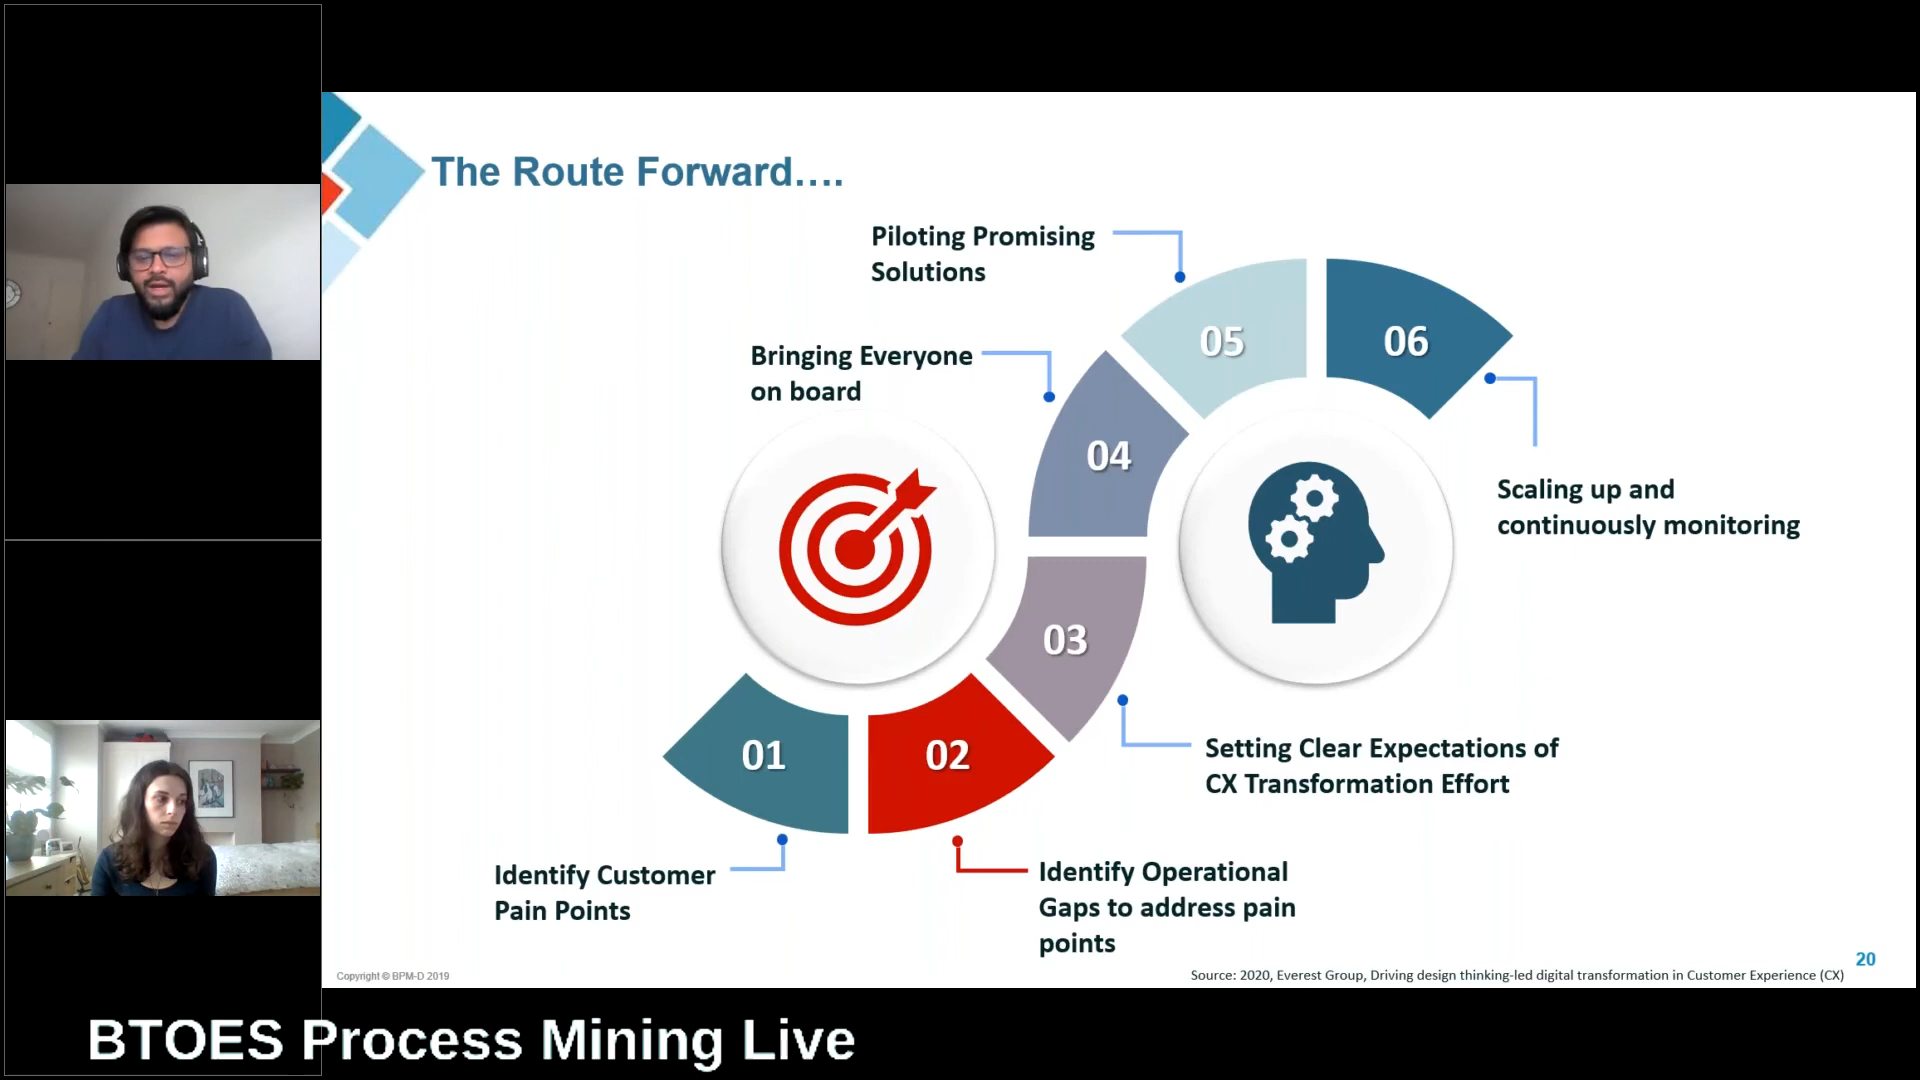 The Route Forward....
Piloting Promising
Solutions
05
06
Bringing Everyone
on board
04
Scaling up and
continuously monitoring
03
01
02
Setting Clear Expectations of
CX Transformation Effort
Identify Customer
Pain Points
Identify Operational
Gaps to address pain
points
Copyright © BPM-D 2019
Source: 2020, Everest Group, Driving design thinking-led digital transformation in Customer Experience (CX)
20
BTOES Process Mining Live